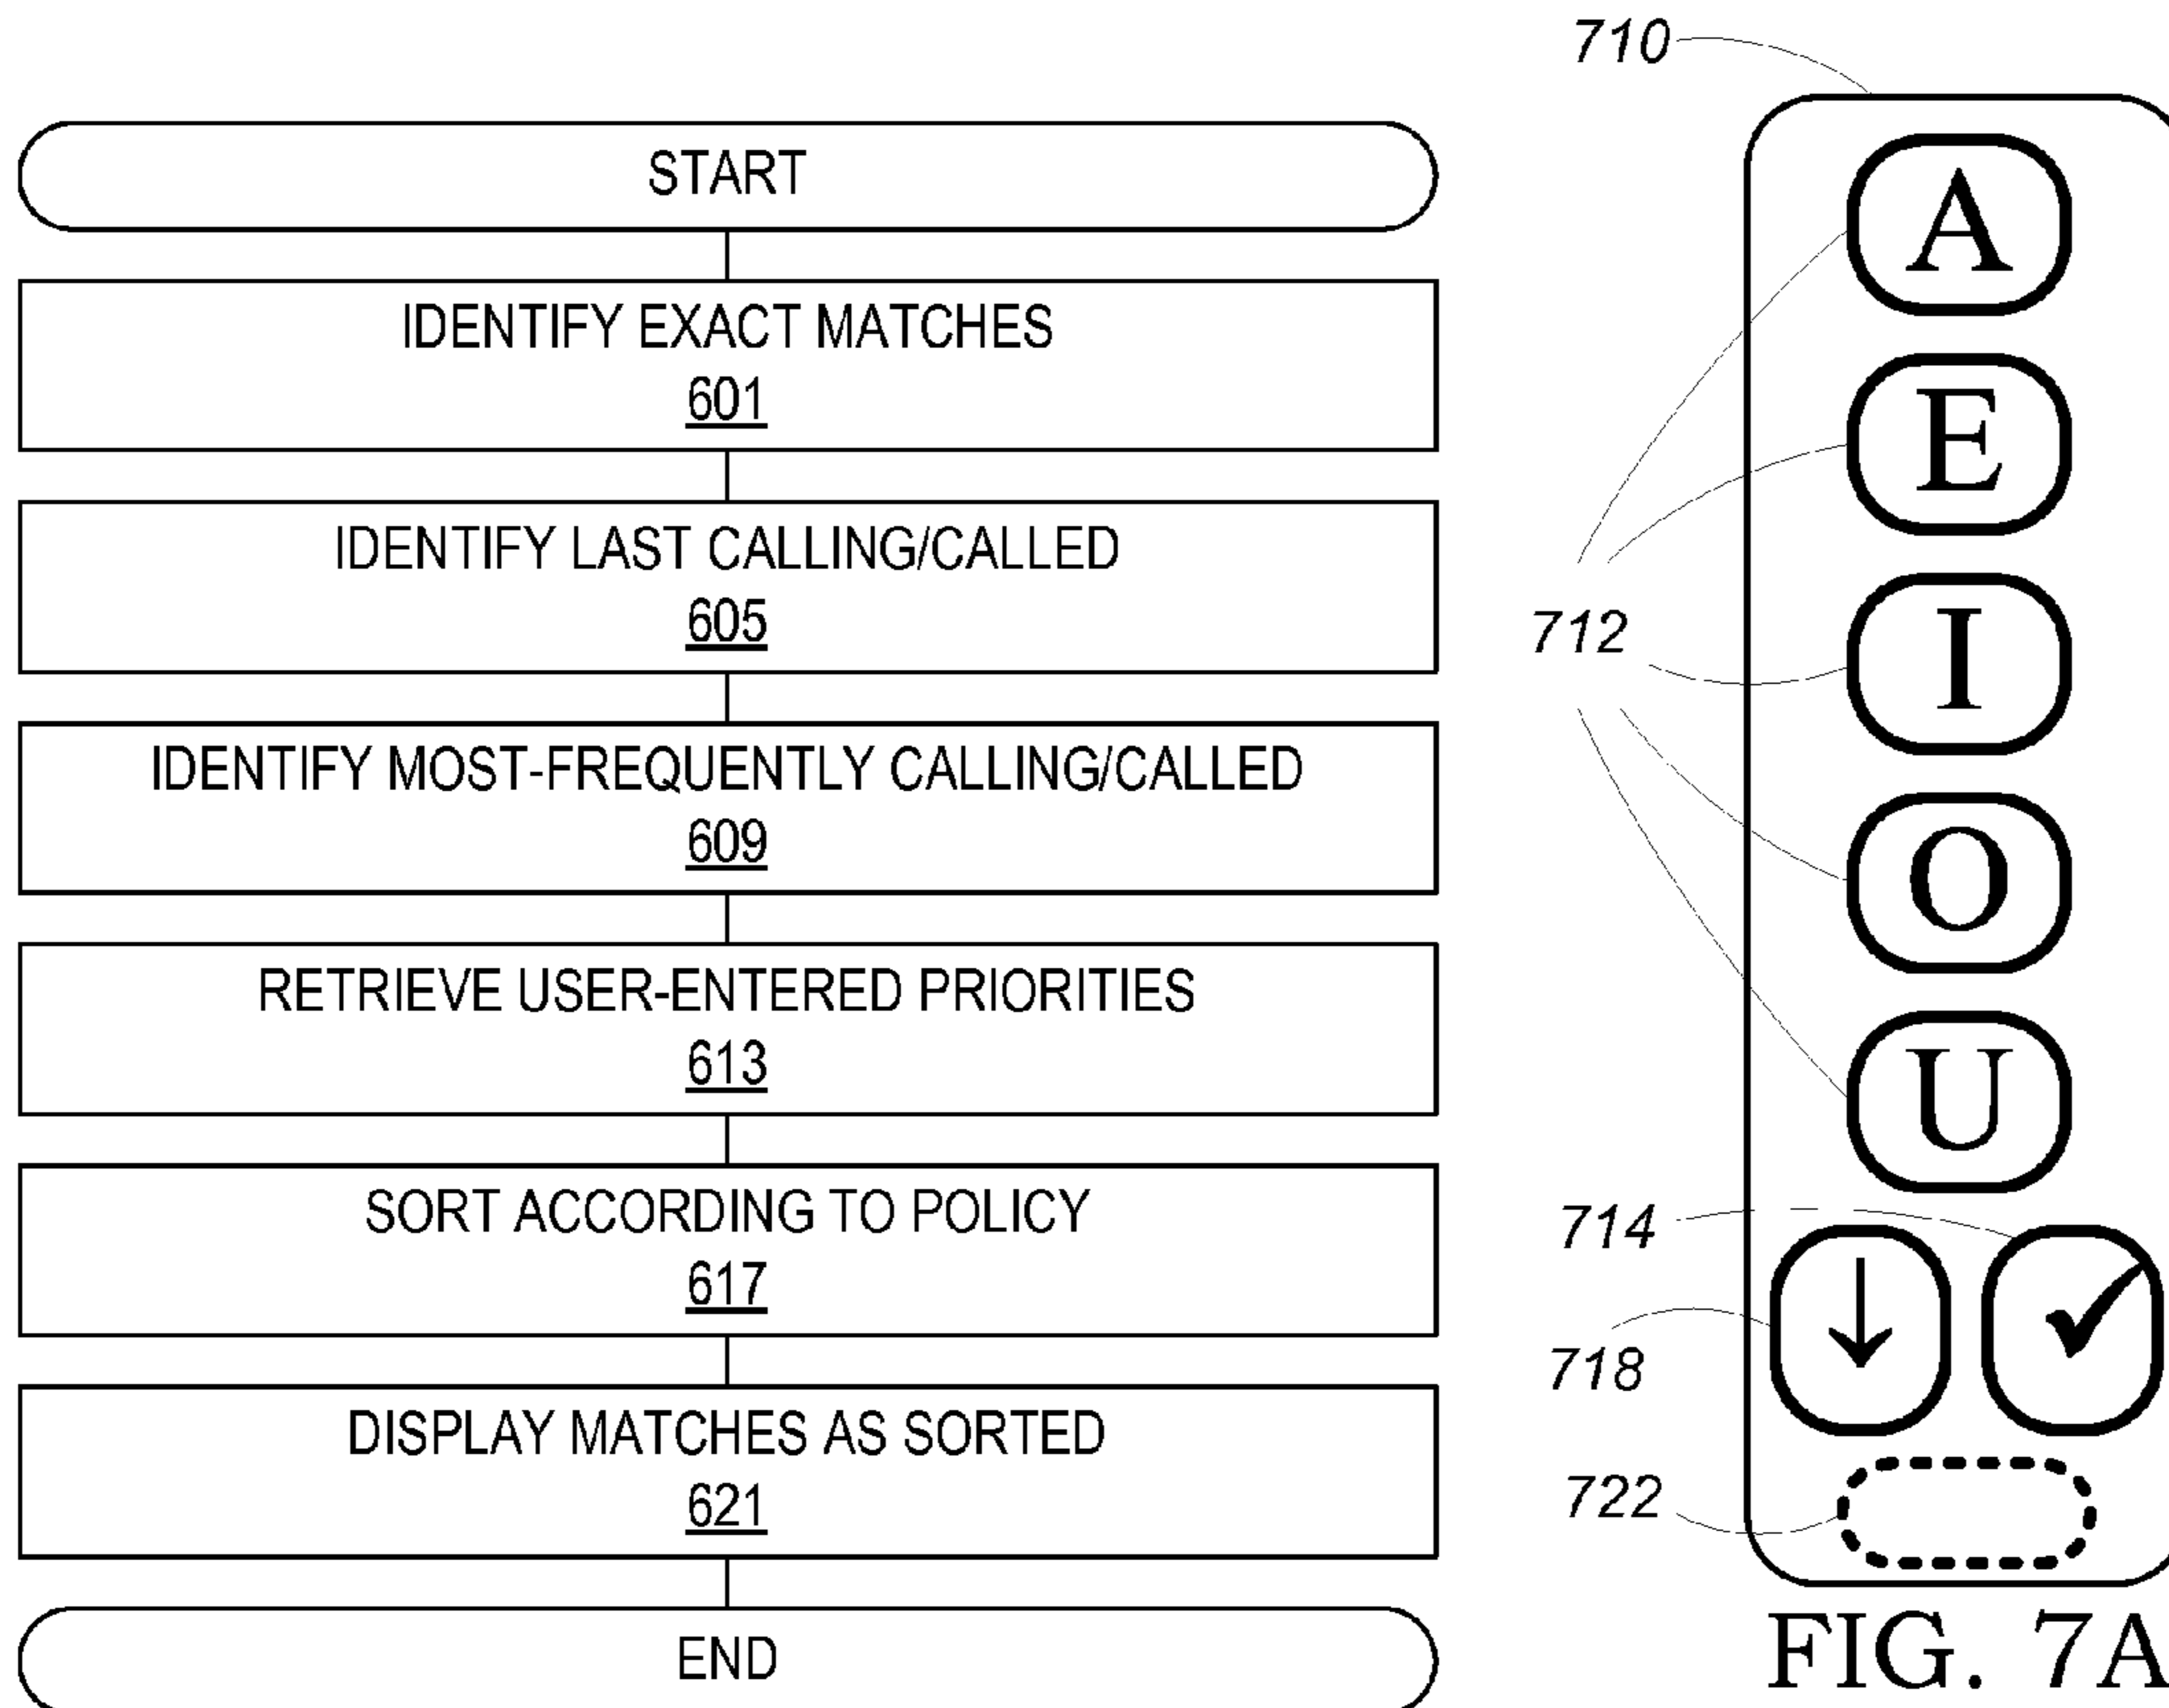 START
IDENTIFY EXACT MATCHES
601
IDENTIFY LAST CALLING/CALLED
605
IDENTIFY MOST-FREQUENTLY CALLING/CALLED
609
RETRIEVE USER-ENTERED PRIORITIES
613
SORT ACCORDING TO POLICY
617
DISPLAY MATCHES AS SORTED
621
END
710
A
E
I
712
O
U
714
718
722
FIG. 7A